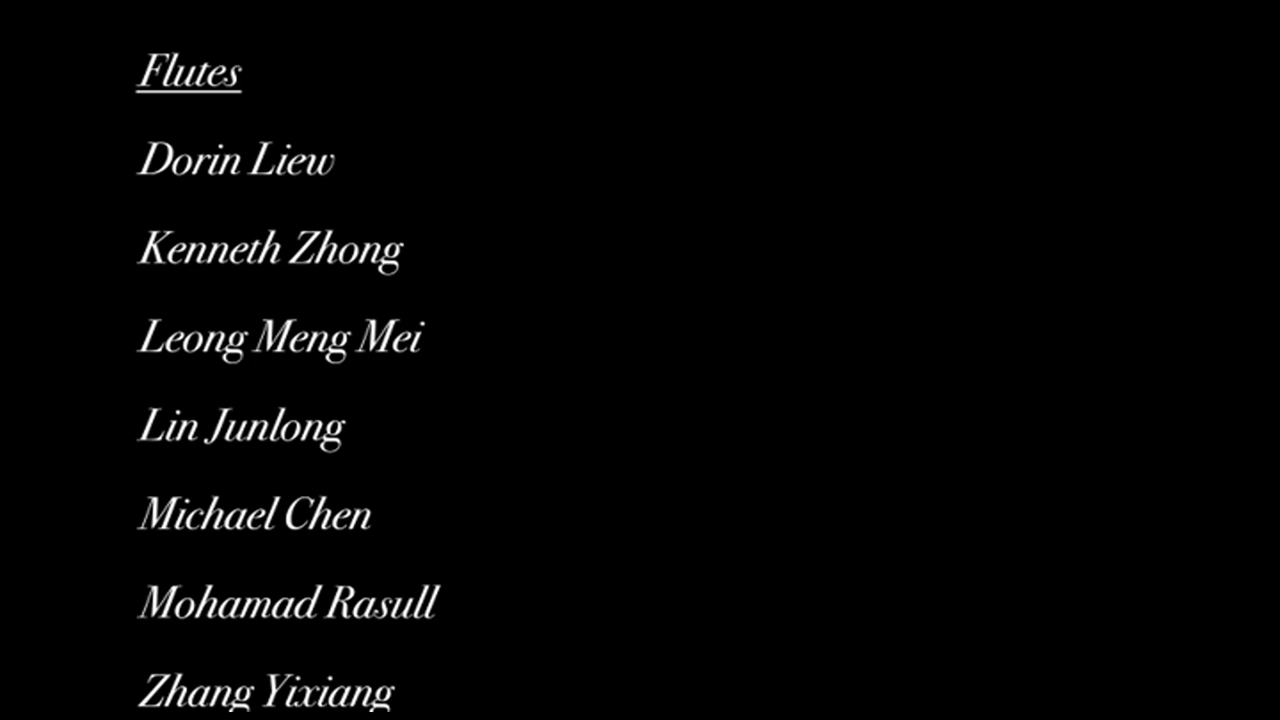 Flutes
Dorin Liew
Kenneth Zhong
Leong Meng Mei
Lin Junlong
Michael Chen
Mohamad Rasull
Zhang Yixiang